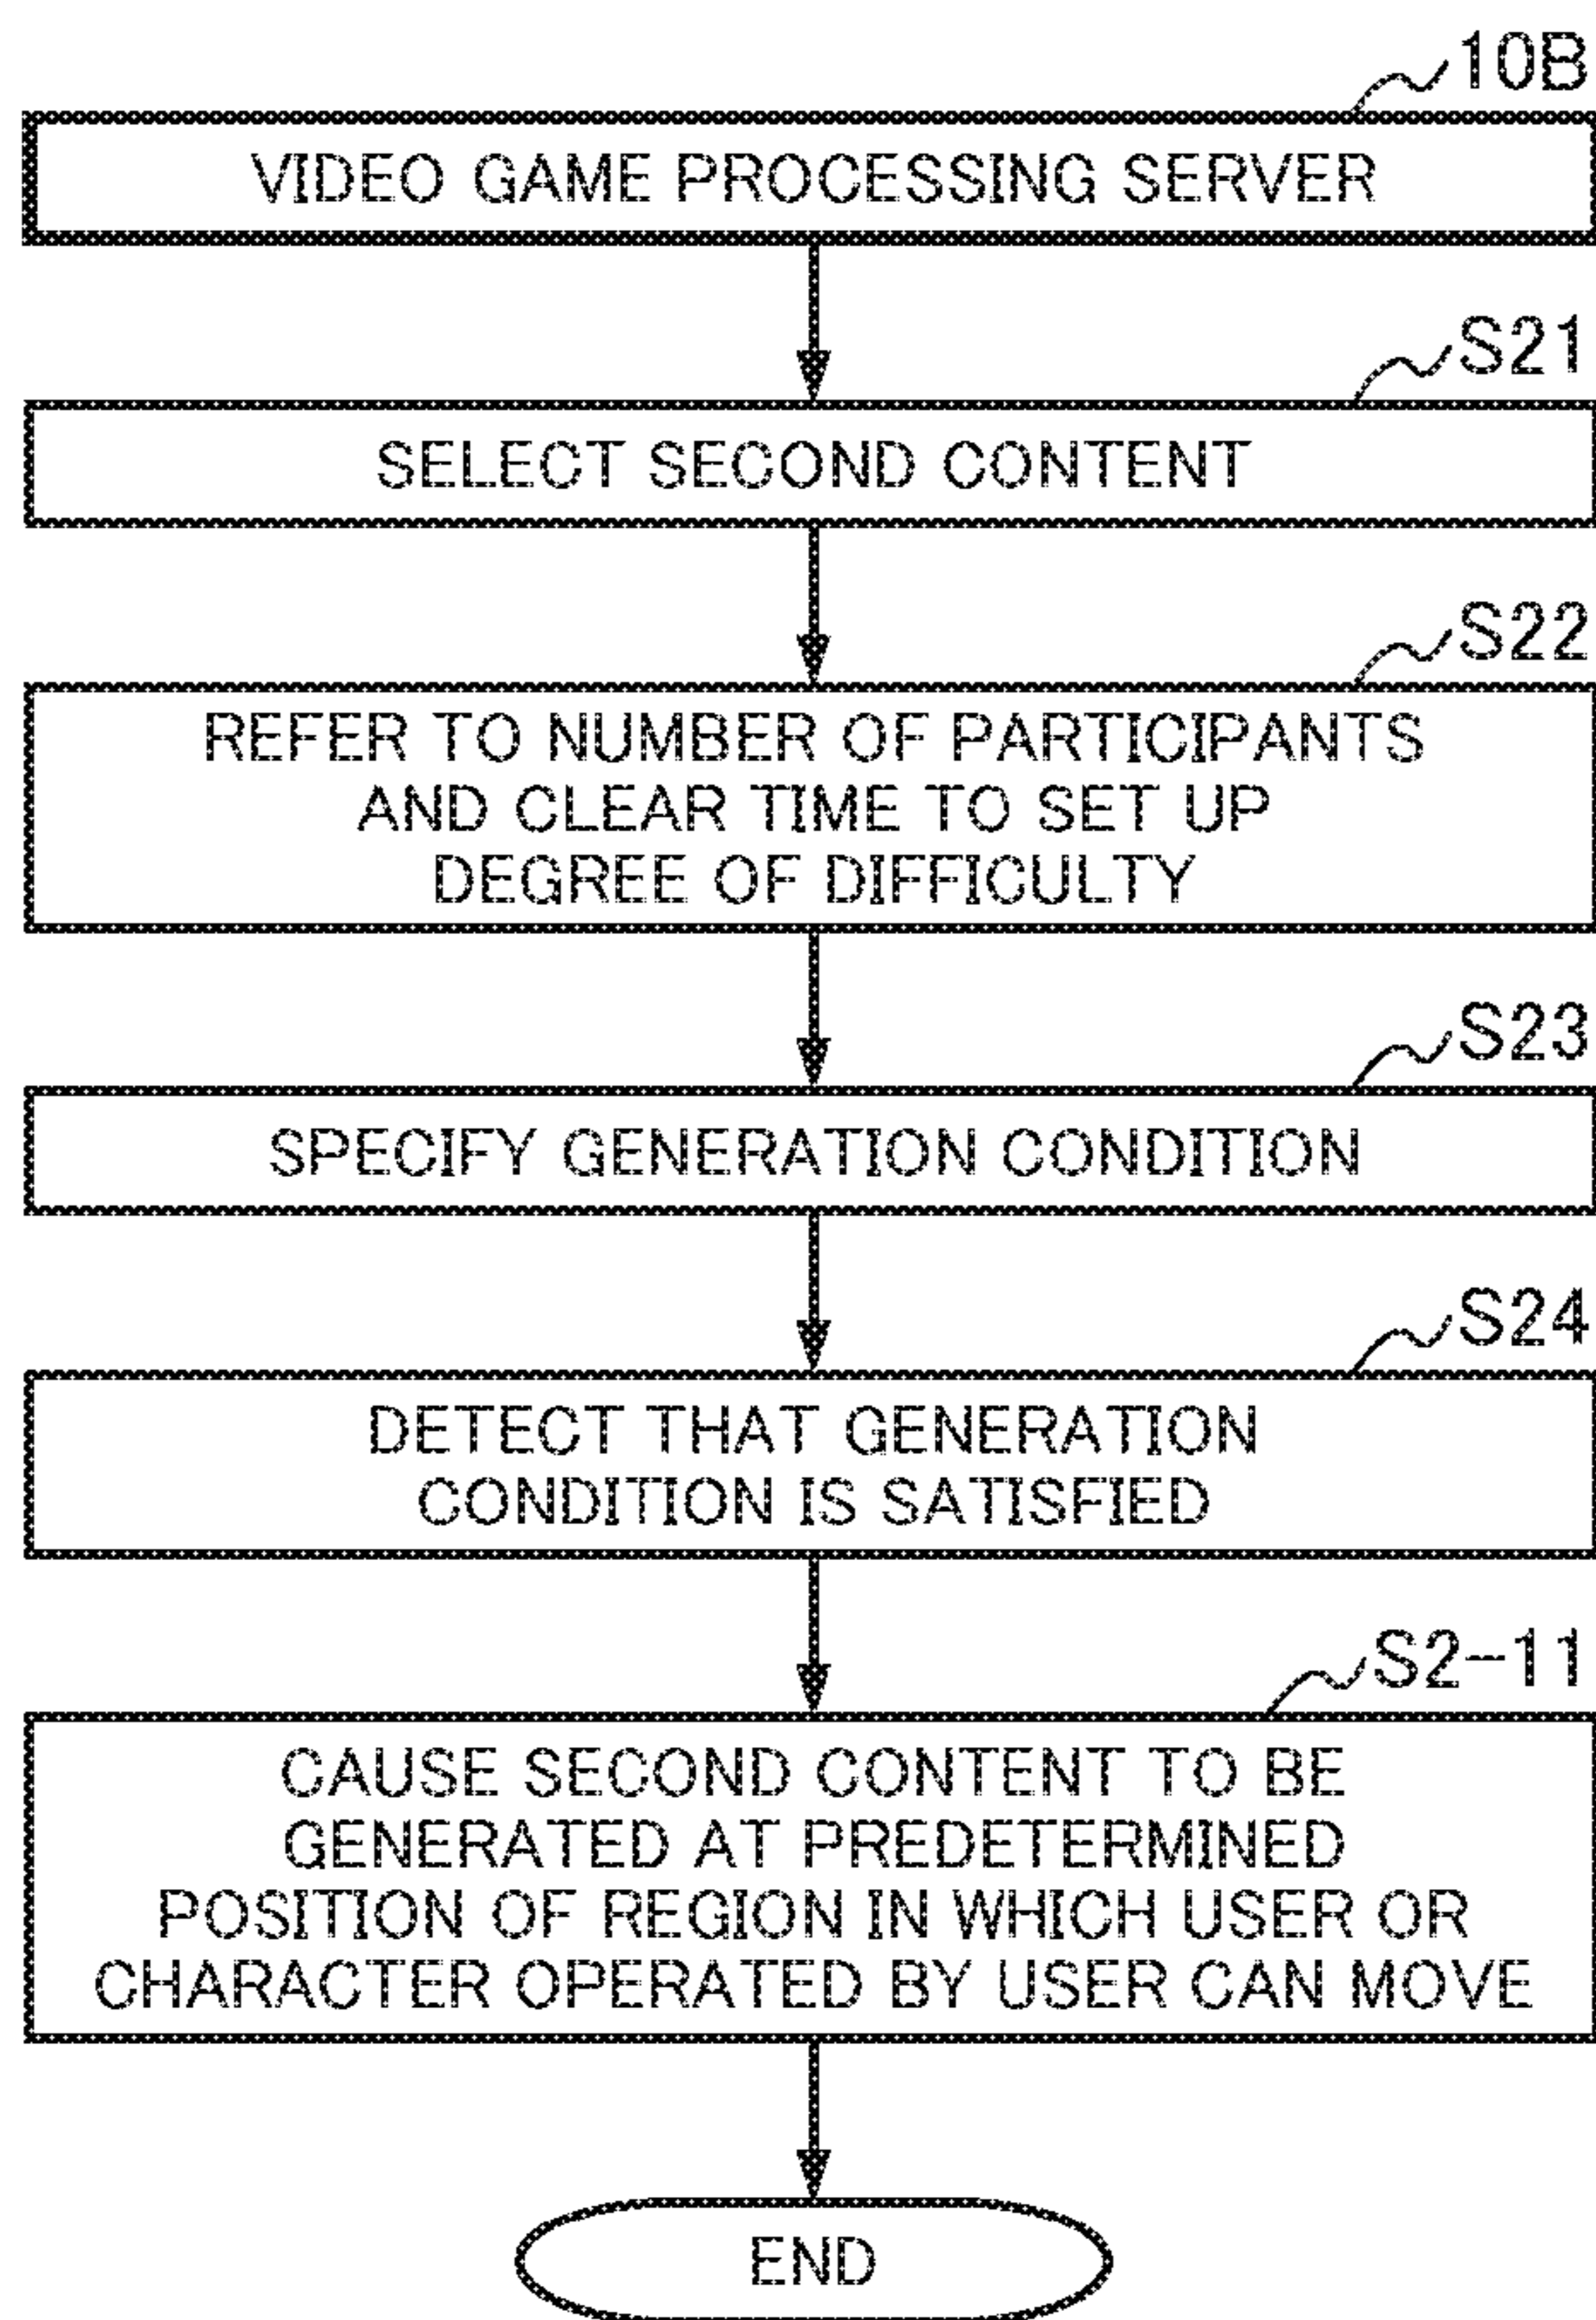 10B
VIDEO GAME PROCESSING SERVER
S21
SELECT SECOND CONTENT
S22
REFER TO NUMBER OF PARTICIPANTS
AND CLEAR TIME TO SET UP
DEGREE OF DIFFICULTY
S23
SPECIFY GENERATION CONDITION
S24
DETECT THAT GENERATION
CONDITION IS SATISFIED
S2-11
CAUSE SECOND CONTENT TO BE
GENERATED AT PREDETERMINED
POSITION OF REGION IN WHICH USER OR
CHARACTER OPERATED BY USER CAN MOVE
END